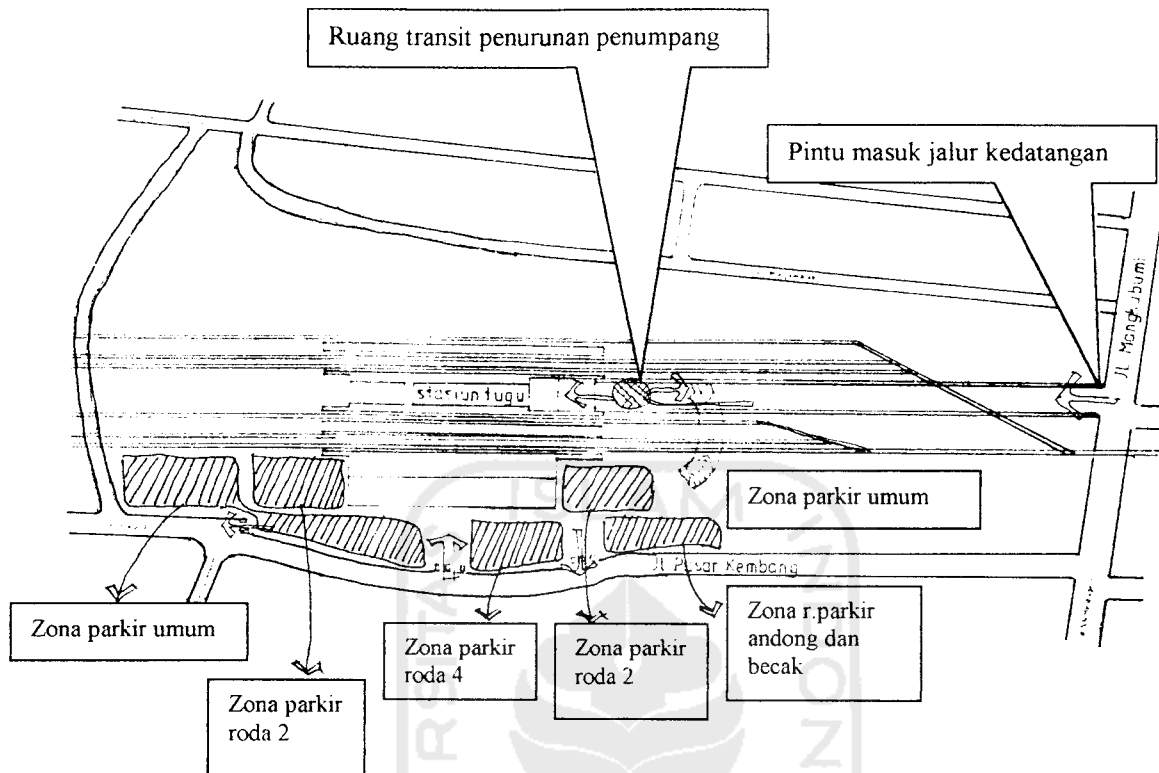 Ruang transit penurunan penumpang
Pintu masuk jalur kedatangan
Jl Mangkubumi
stasiun tugu
Zona parkir umum
Jl Pasar Kembang
Zona parkir umum
Zona parkir
roda 2
Zona parkir
roda 4
Zona parkir
roda 2
Zona r.parkir
andong dan
becak
ISLAM